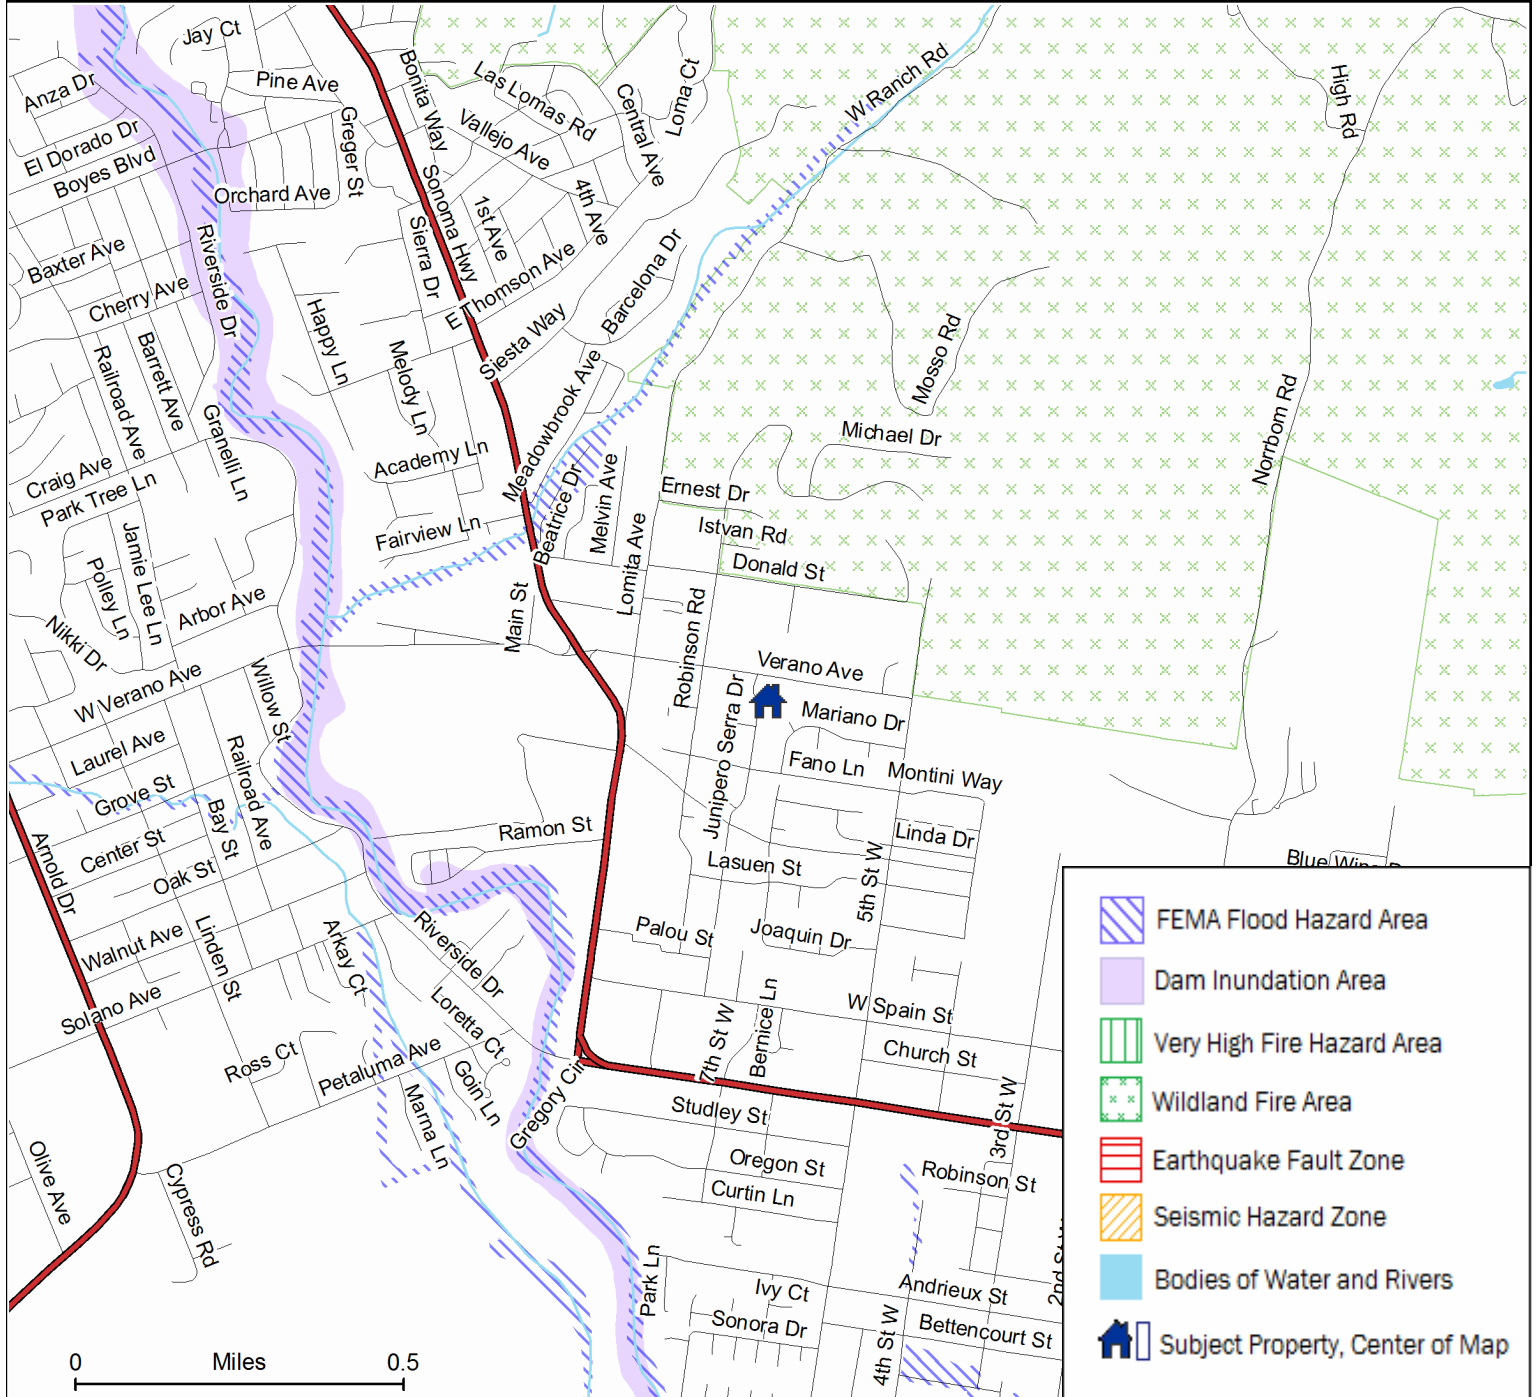 Jay Ct
Pine Ave
Anza Dr
El Dorado Dr
Boyes Blvd
Greger St
Orchard Ave
Bonita Way
Las Lomas Rd
Vallejo Ave
Central Ave
Loma Ct
W Ranch Rd
High Rd
Sonoma Hwy
Sierra Dr
1st Ave
4th Ave
E Thomson Ave
Siesta Way
Barcelona Dr
Baxter Ave
Cherry Ave
Riverside Dr
Happy Ln
Melody Ln
Railroad Ave
Barrett Ave
Granelli Ln
Meadowbrook Ave
Mosso Rd
Norrbom Rd
Michael Dr
Craig Ave
Park Tree Ln
Academy Ln
Fairview Ln
Beatrice Dr
Melvin Ave
Lomita Ave
Ernest Dr
Istvan Rd
Donald St
Jamie Lee Ln
Polley Ln
Arbor Ave
Nikki Dr
Main St
Robinson Rd
Verano Ave
W Verano Ave
Willow St
Junipero Serra Dr
Mariano Dr
Laurel Ave
Railroad Ave
Fano Ln
Montini Way
Grove St
Bay St
Center St
Oak St
Arnold Dr
Ramon St
Linda Dr
Lasuen St
5th St W
Blue Wing
Walnut Ave
Linden St
Arkay Ct
Riverside Dr
Palou St
Joaquin Dr
Solano Ave
Loretta Ct
7th St W
Bernice Ln
W Spain St
Church St
Ross Ct
Petaluma Ave
Goin Ln
Marna Ln
Gregory Cir
Studley St
3rd St W
Oregon St
Curtin Ln
Robinson St
Olive Ave
Cypress Rd
Park Ln
Ivy Ct
Sonora Dr
Andrieux St
Bettencourt St
4th St W
2nd St W
0 Miles 0.5
FEMA Flood Hazard Area
Dam Inundation Area
Very High Fire Hazard Area
Wildland Fire Area
Earthquake Fault Zone
Seismic Hazard Zone
Bodies of Water and Rivers
Subject Property, Center of Map